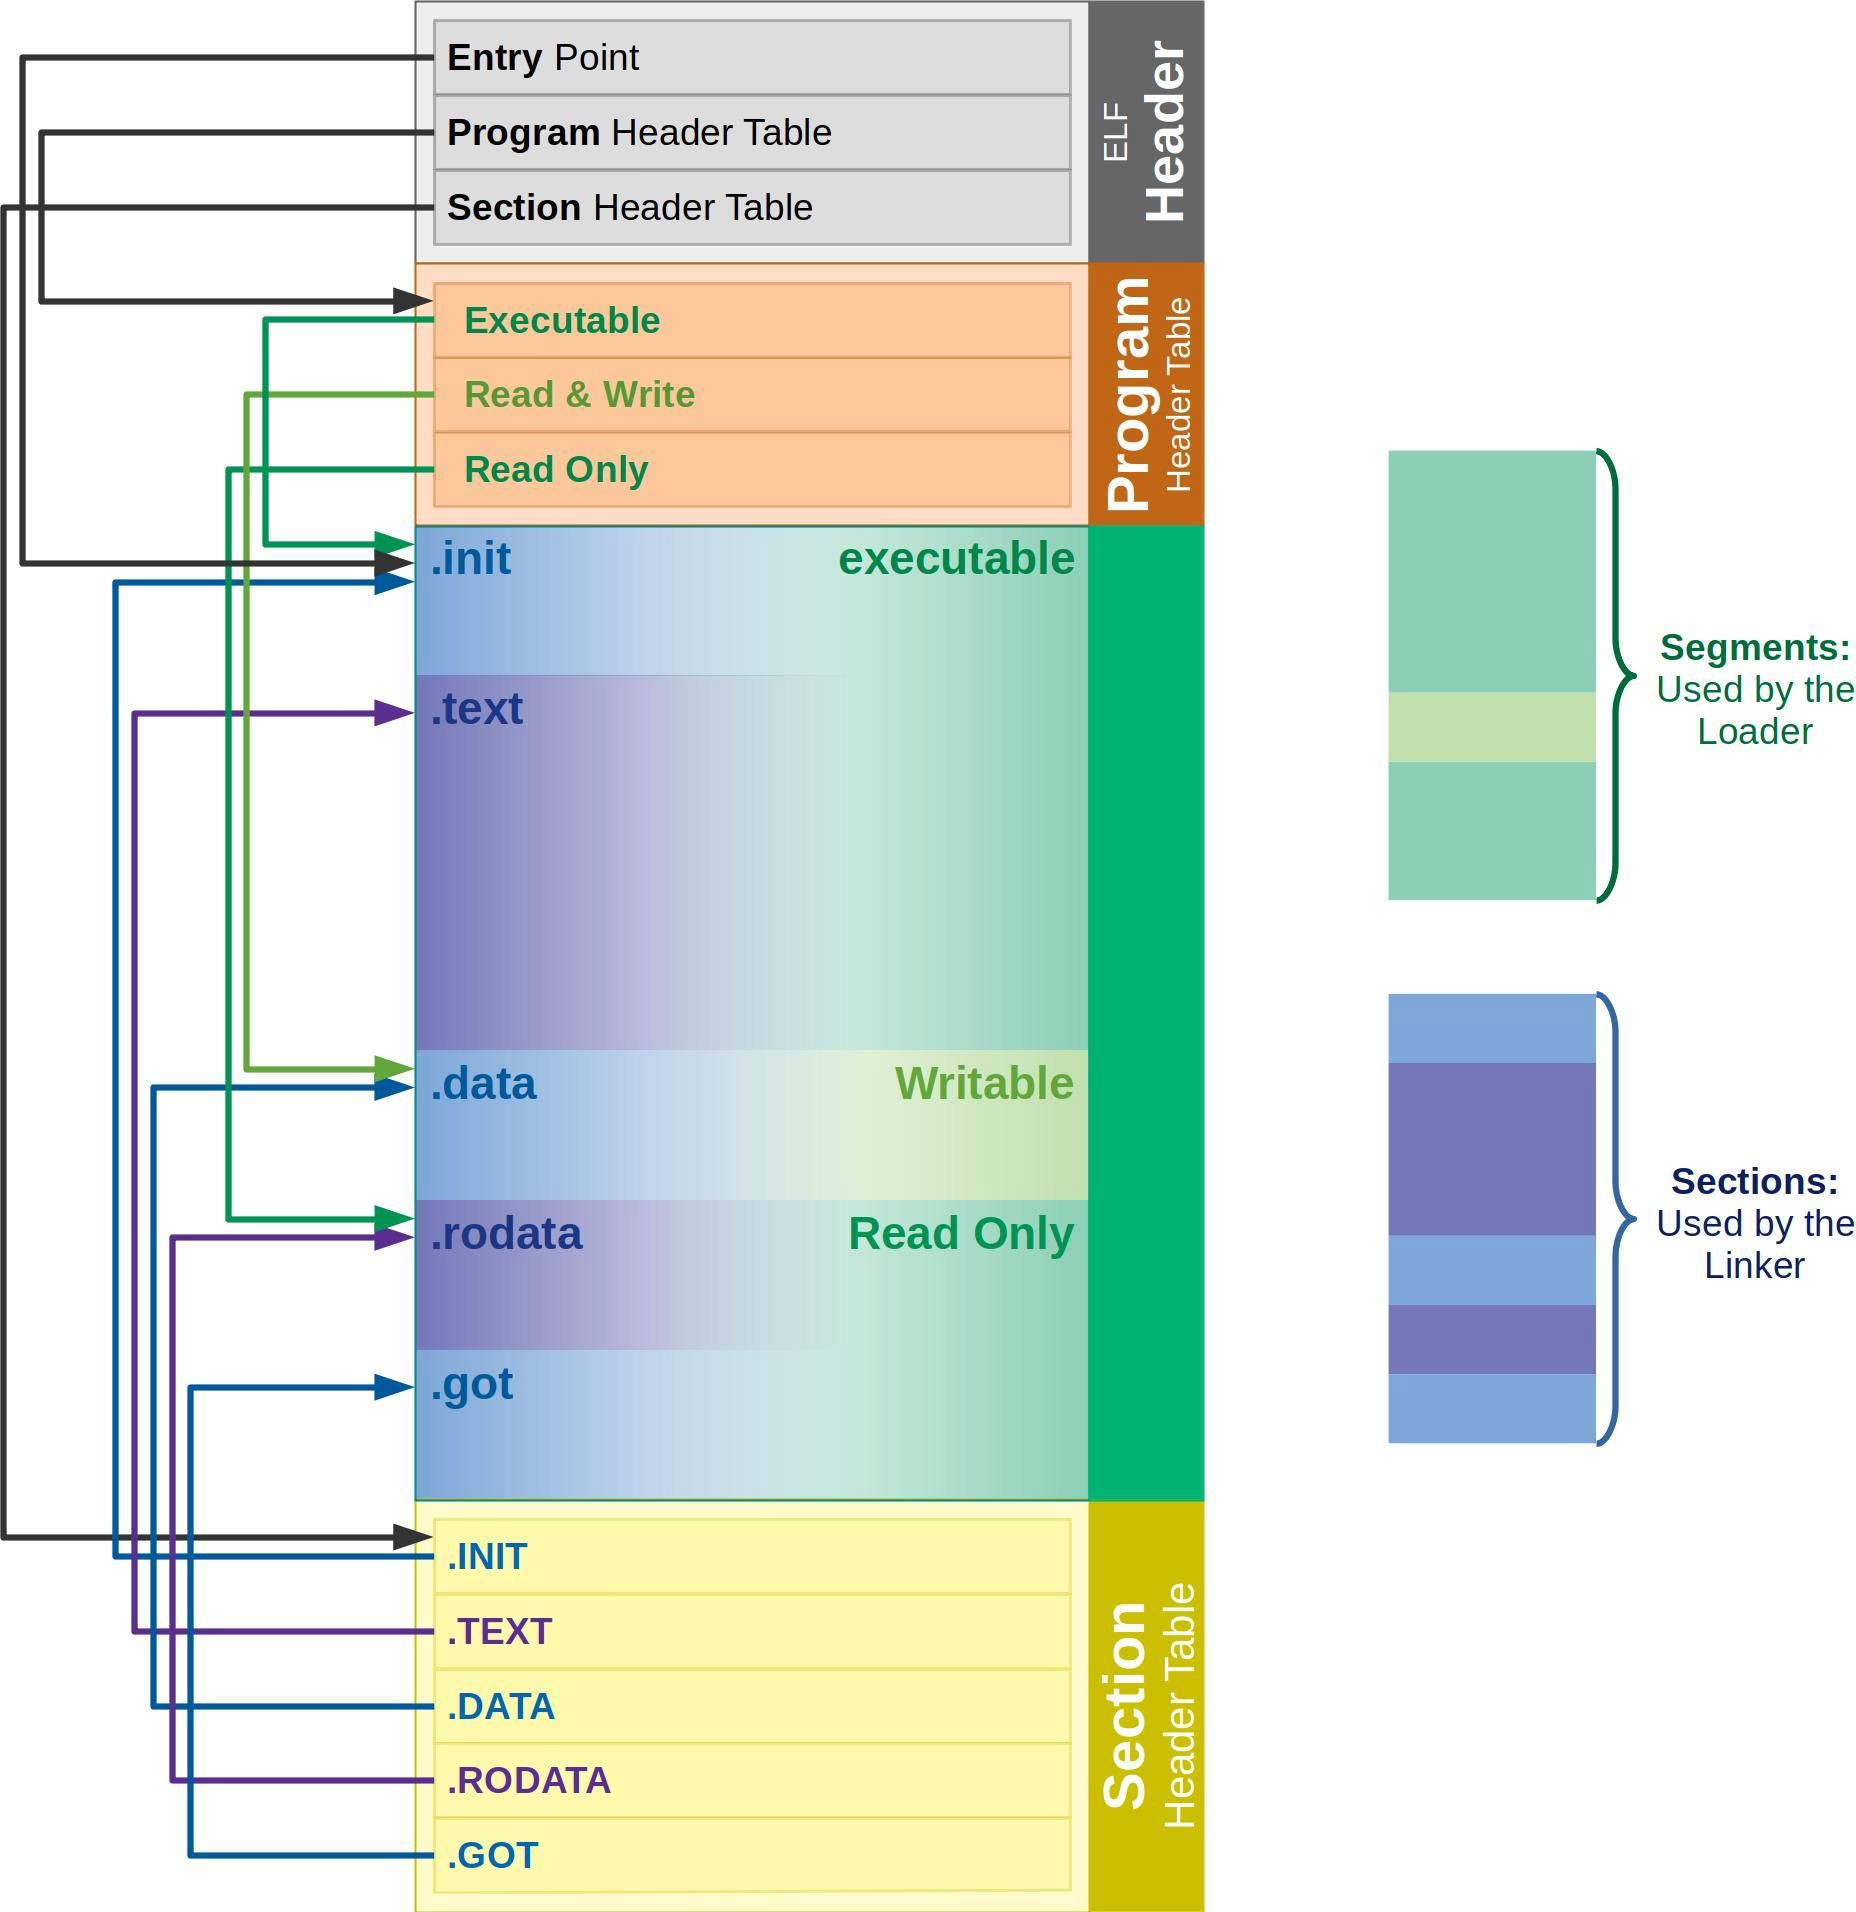 Entry Point
Program Header Table
Section Header Table
ELF
Header
Executable
Read & Write
Read Only
Program
Header Table
.init
executable
.text
.data
Writable
.rodata
Read Only
.got
.INIT
.TEXT
.DATA
.RODATA
.GOT
Section
Header Table
Segments:
Used by the
Loader
Sections:
Used by the
Linker